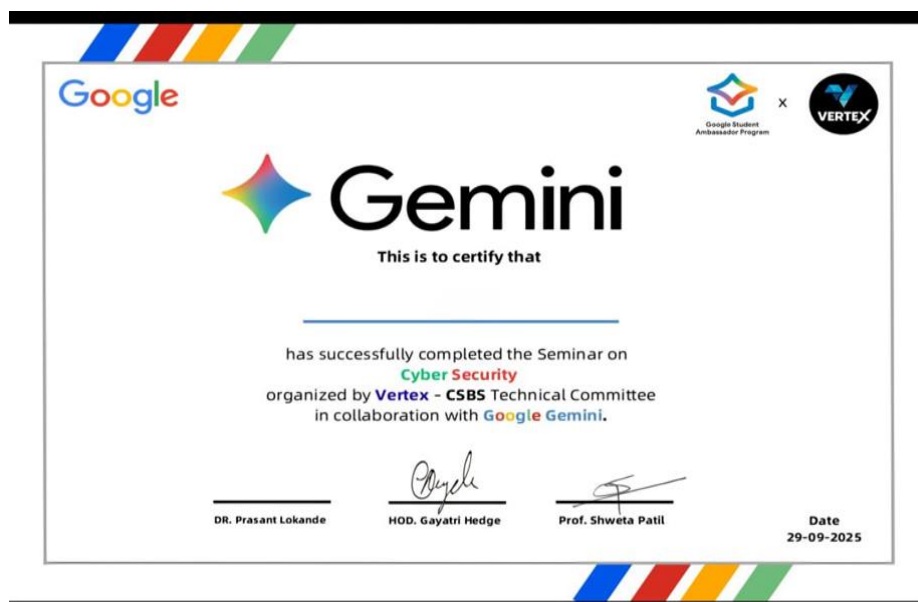 Google
Google Student
Ambassador Program
x
VERTEX
Gemini
This is to certify that
has successfully completed the Seminar on
Cyber Security
organized by Vertex - CSBS Technical Committee
in collaboration with Google Gemini.
DR. Prasant Lokande
HOD. Gayatri Hedge
Prof. Shweta Patil
Date
29-09-2025